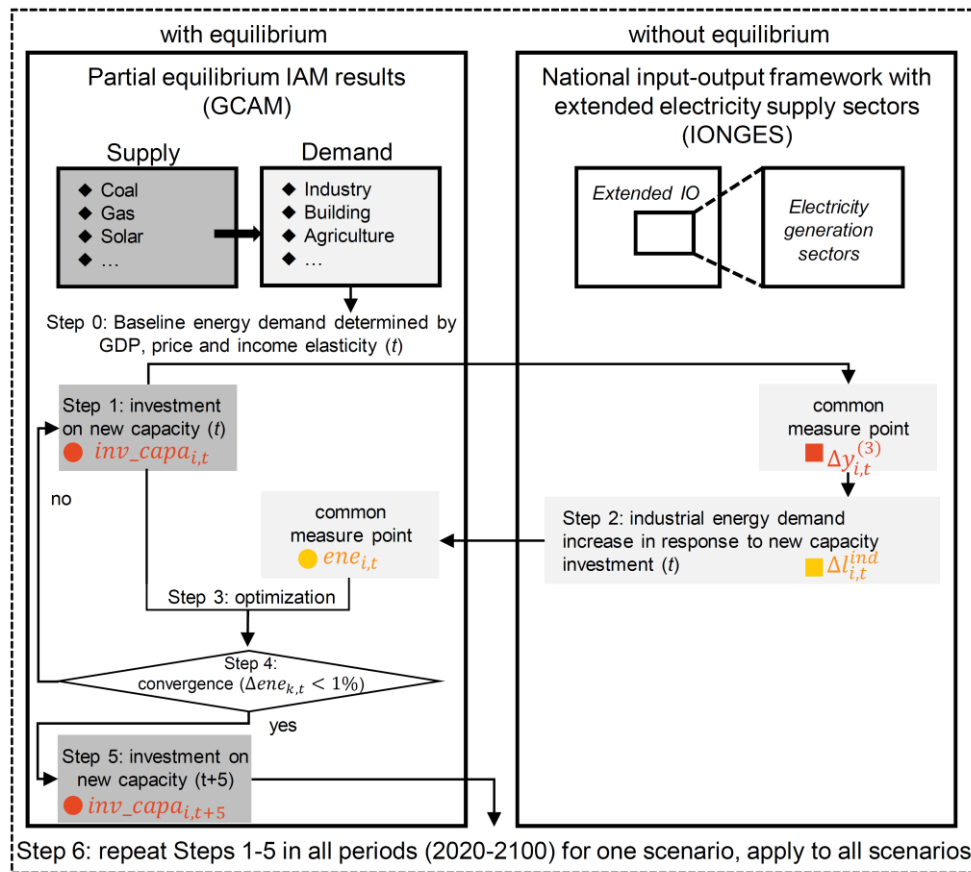 with equilibrium
without equilibrium
Partial equilibrium IAM results
(GCAM)
Supply
◆ Coal
◆ Gas
◆ Solar
◆ …
Demand
◆ Industry
◆ Building
◆ Agriculture
◆ …
National input-output framework with
extended electricity supply sectors
(IONGES)
Extended IO
Electricity
generation
sectors
Step 0: Baseline energy demand determined by
GDP, price and income elasticity (t)
Step 1: investment
on new capacity (t)
inv_capa_{i,t}
common
measure point
Δy_{i,t}^{(3)}
no
common
measure point
ene_{i,t}
Step 2: industrial energy demand
increase in response to new capacity
investment (t)
Δl_{i,t}^{ind}
Step 3: optimization
Step 4:
convergence (Δene_{k,t} < 1%)
yes
Step 5: investment on
new capacity (t+5)
inv_capa_{i,t+5}
Step 6: repeat Steps 1-5 in all periods (2020-2100) for one scenario, apply to all scenarios